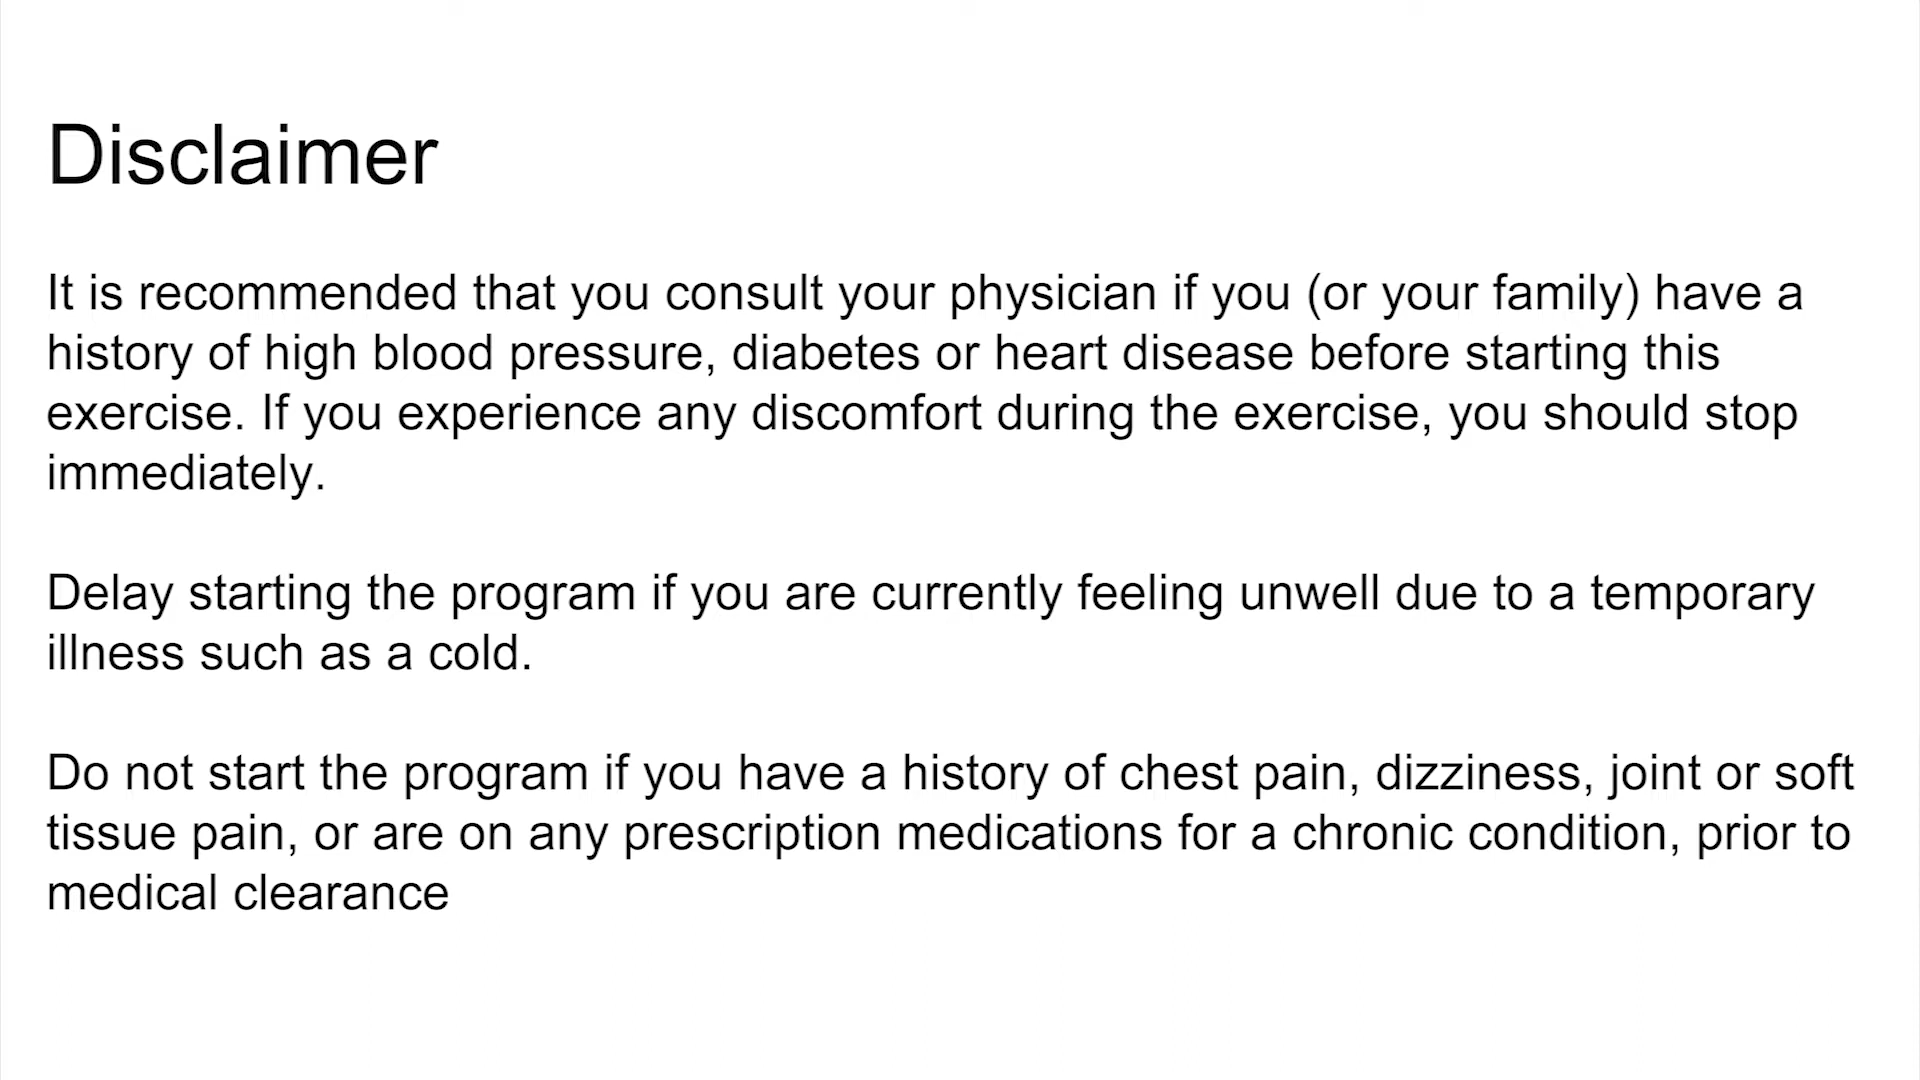 Disclaimer
It is recommended that you consult your physician if you (or your family) have a
history of high blood pressure, diabetes or heart disease before starting this
exercise. If you experience any discomfort during the exercise, you should stop
immediately.
Delay starting the program if you are currently feeling unwell due to a temporary
illness such as a cold.
Do not start the program if you have a history of chest pain, dizziness, joint or soft
tissue pain, or are on any prescription medications for a chronic condition, prior to
medical clearance